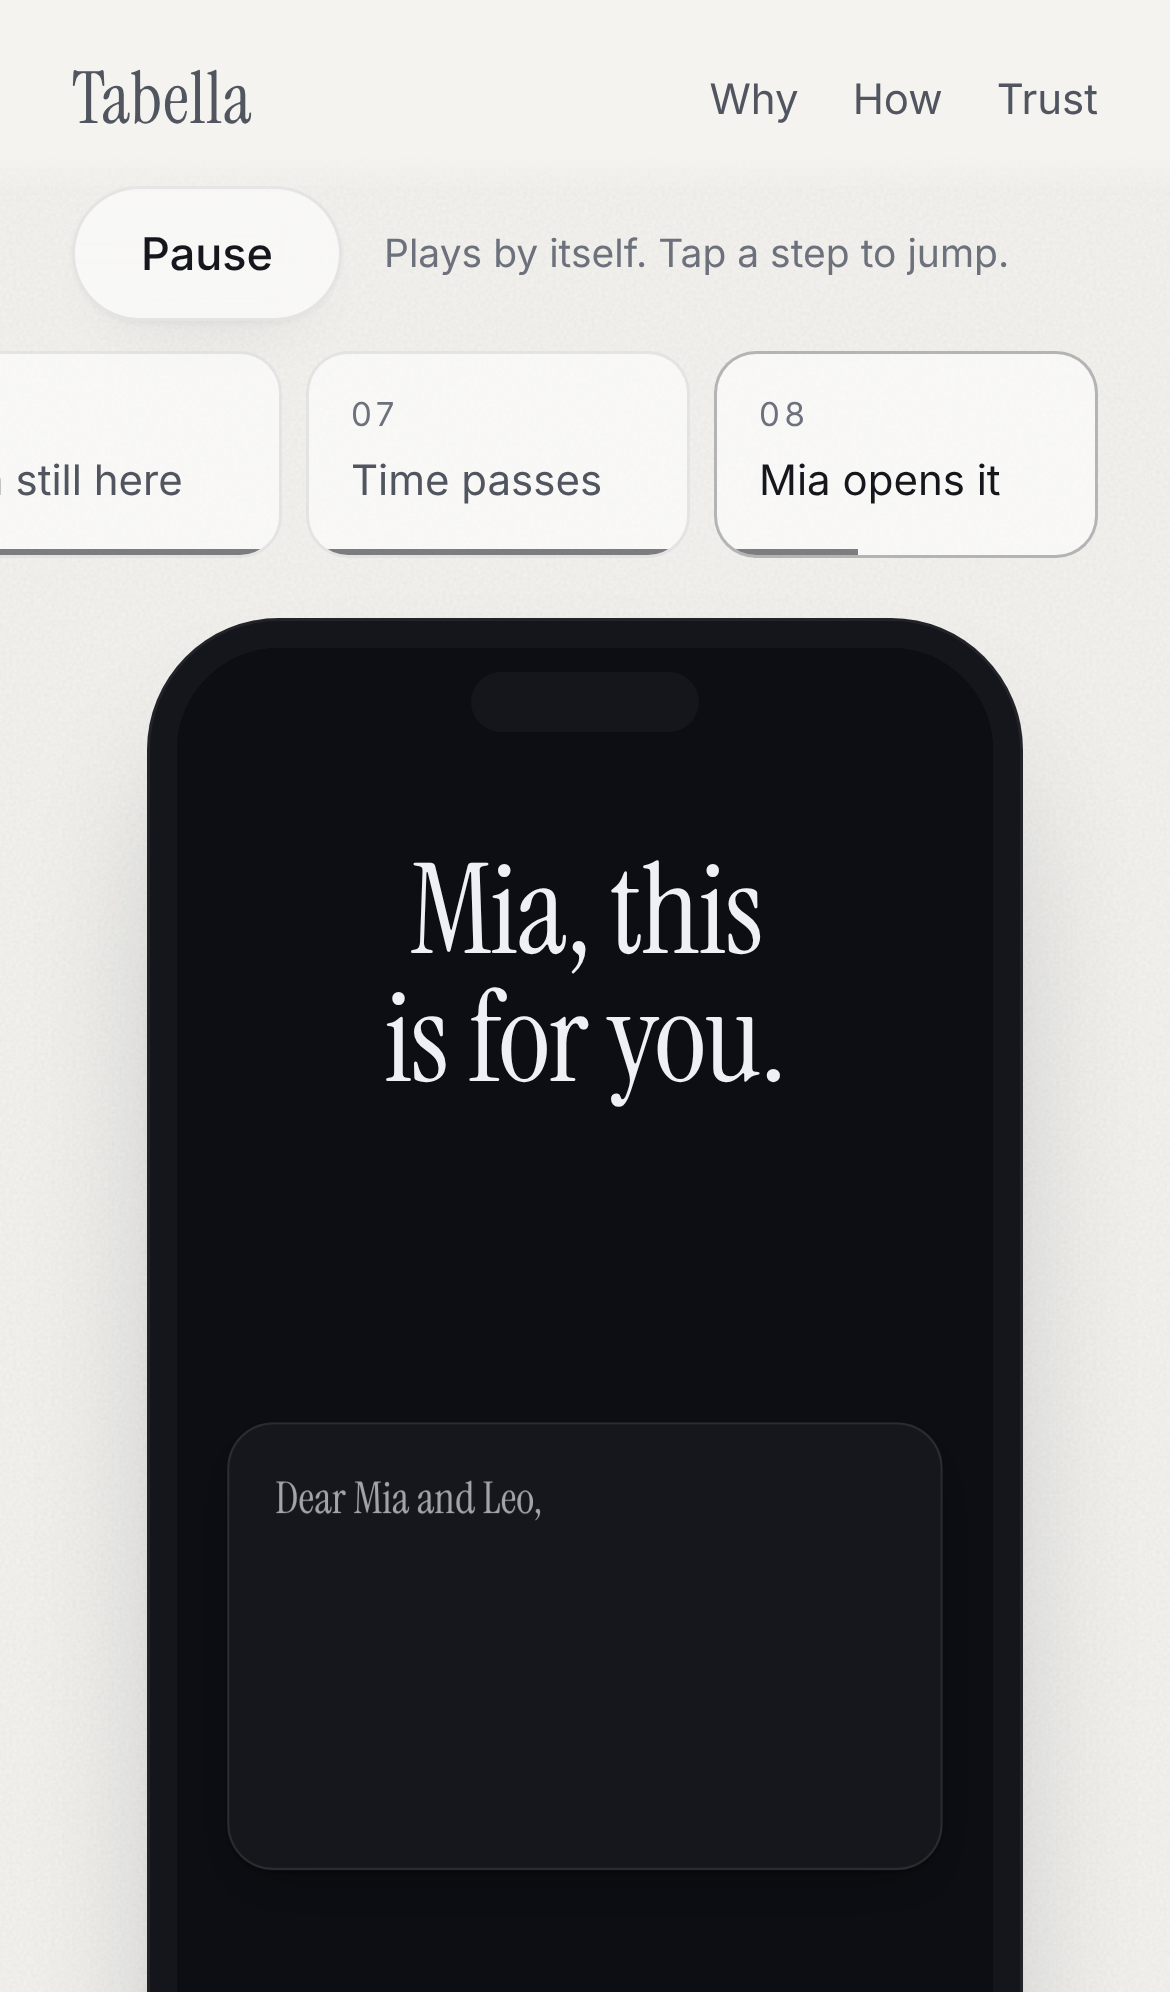 Tabella
Why How Trust
Pause
Plays by itself. Tap a step to jump.
still here
07
Time passes
08
Mia opens it
Mia, this
is for you.
Dear Mia and Leo,